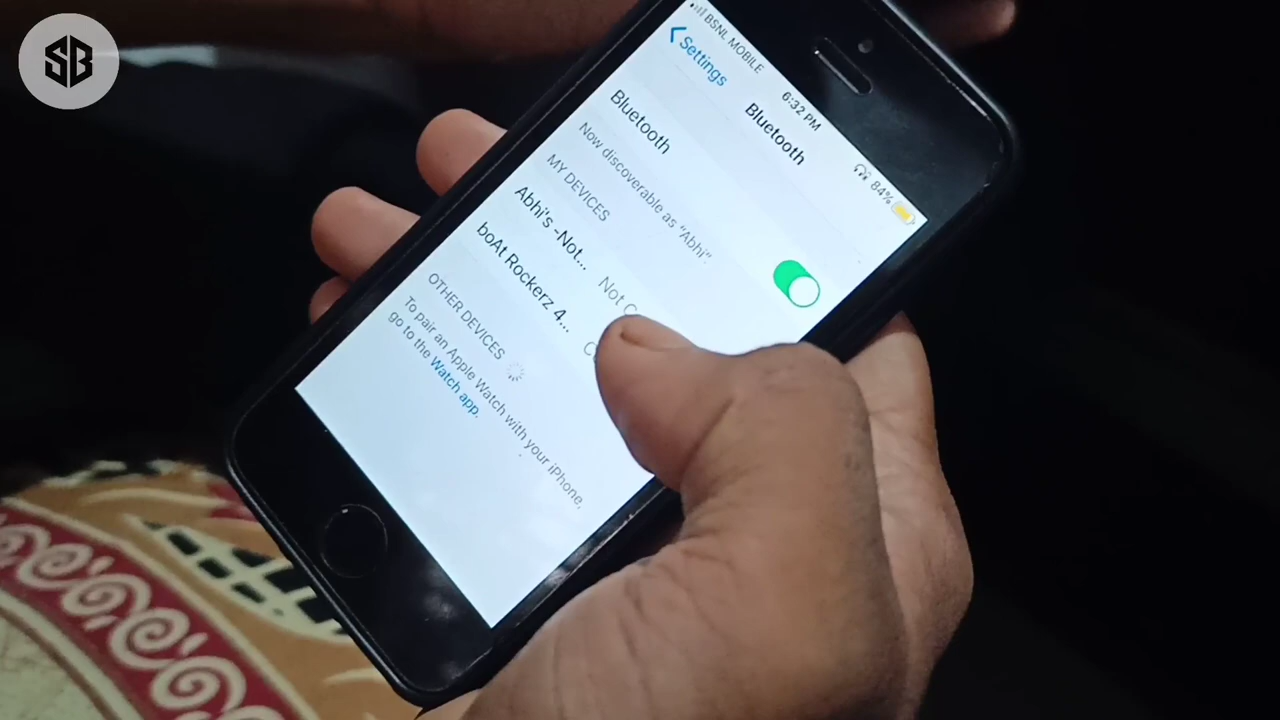 SB
BSNL MOBILE
6:32 PM
84%
Settings
Bluetooth
Bluetooth
Now discoverable as “Abhi”
MY DEVICES
Abhi's -Not...
Not C
boAt Rockerz 4...
C
OTHER DEVICES
To pair an Apple Watch with your iPhone,
go to the Watch app.